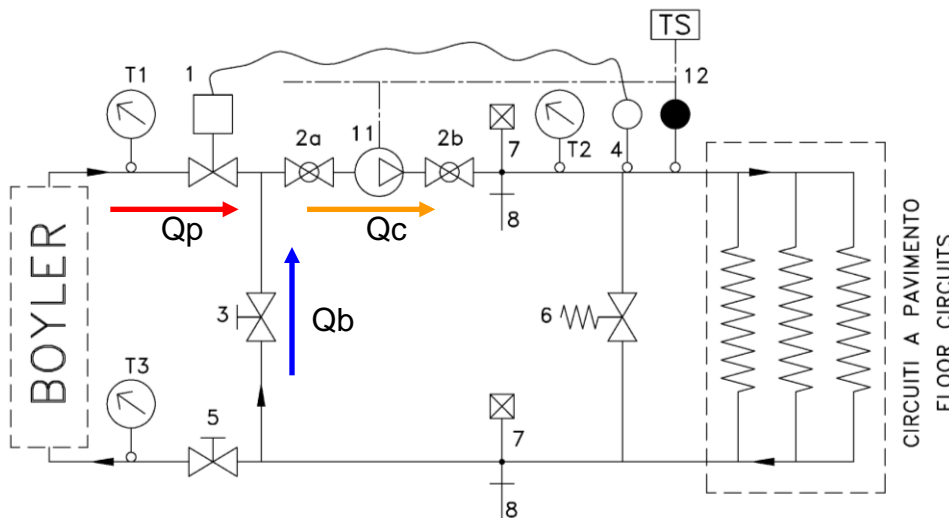 TS
T1
1
12
2a
11
2b
7
T2
4
8
Qp
Qc
BOYLER
3
Qb
6
T3
5
7
8
CIRCUITI A PAVIMENTO
FLOOR CIRCUITS